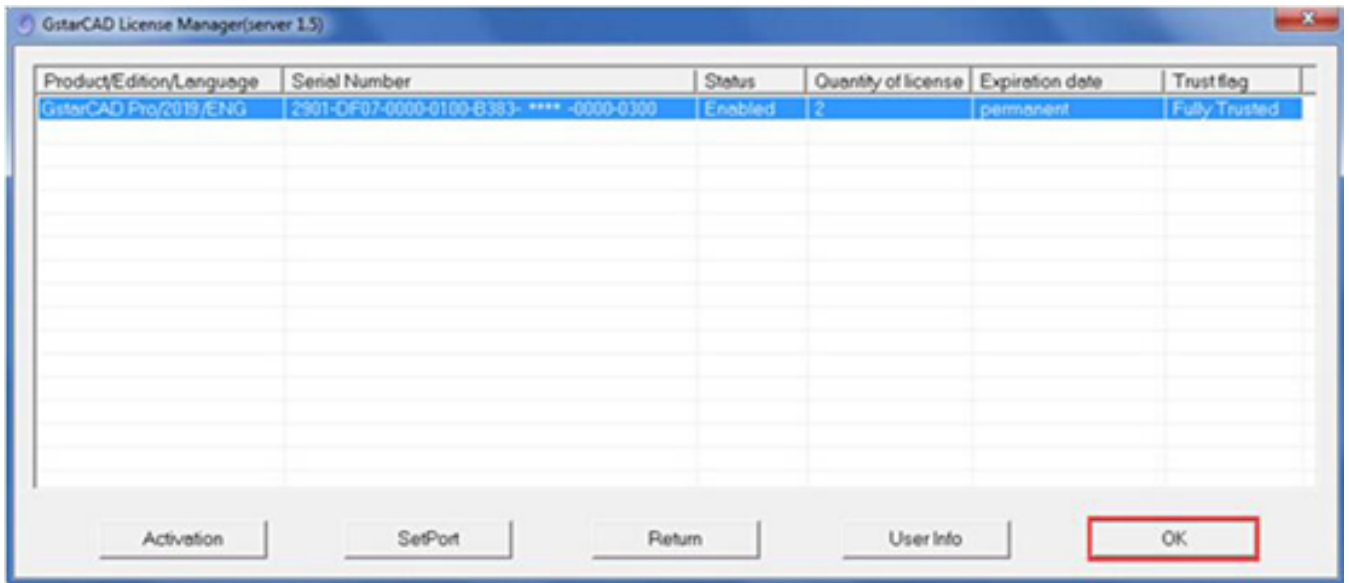 GstarCAD License Manager(server 1.5)
Product/Edition/Language Serial Number Status Quantity of license Expiration date Trust flag
GstarCAD Pro/2019/ENG 2901-DF07-0000-0100-B383- **** -0000-0300 Enabled 2 permanent Fully Trusted
Activation SetPort Return User Info OK